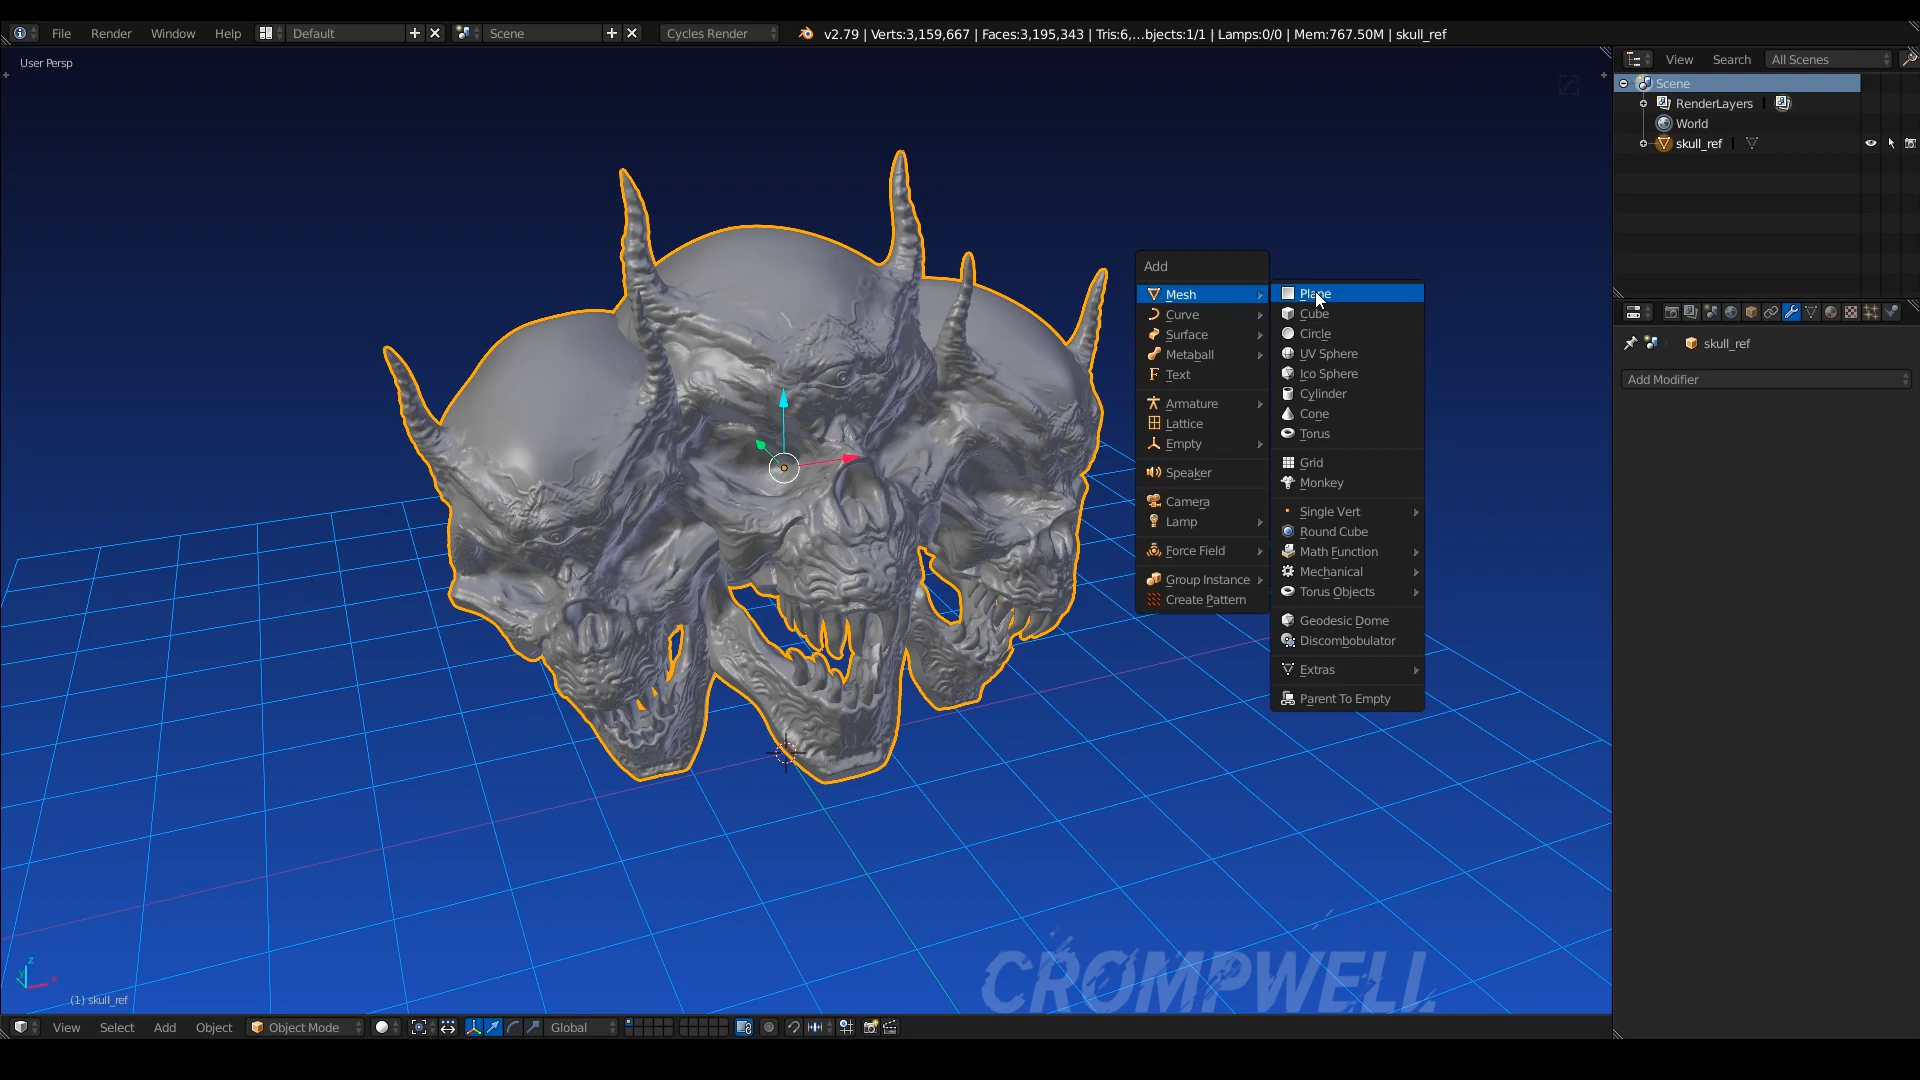 File Render Window Help Default Scene Cycles Render v2.79 | Verts:3,159,667 | Faces:3,195,343 | Tris:6,...bjects:1/1 | Lamps:0/0 | Mem:767.50M | skull_ref
User Persp
View Search All Scenes
Scene
RenderLayers
World
skull_ref
skull_ref
Add Modifier
Add
Mesh
Curve
Surface
Metaball
Text
Armature
Lattice
Empty
Speaker
Camera
Lamp
Force Field
Group Instance
Create Pattern
Plane
Cube
Circle
UV Sphere
Ico Sphere
Cylinder
Cone
Torus
Grid
Monkey
Single Vert
Round Cube
Math Function
Mechanical
Torus Objects
Geodesic Dome
Discombobulator
Extras
Parent To Empty
CROMPWELL
z
y
x
(1) skull_ref
View Select Add Object Object Mode Global